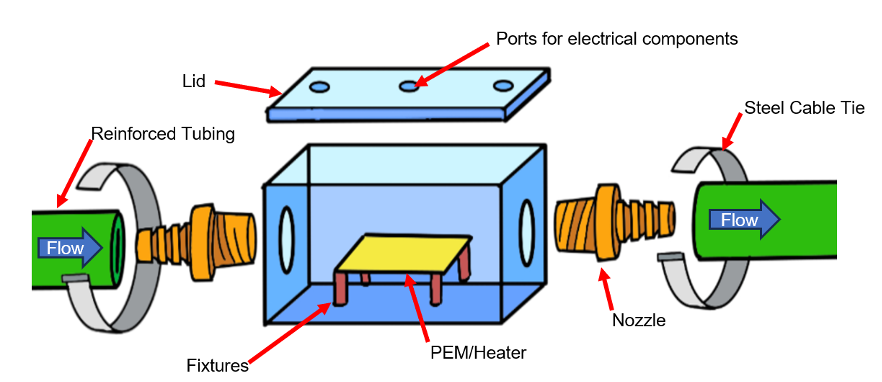 Ports for electrical components
Lid
Steel Cable Tie
Reinforced Tubing
Flow
Flow
Nozzle
PEM/Heater
Fixtures